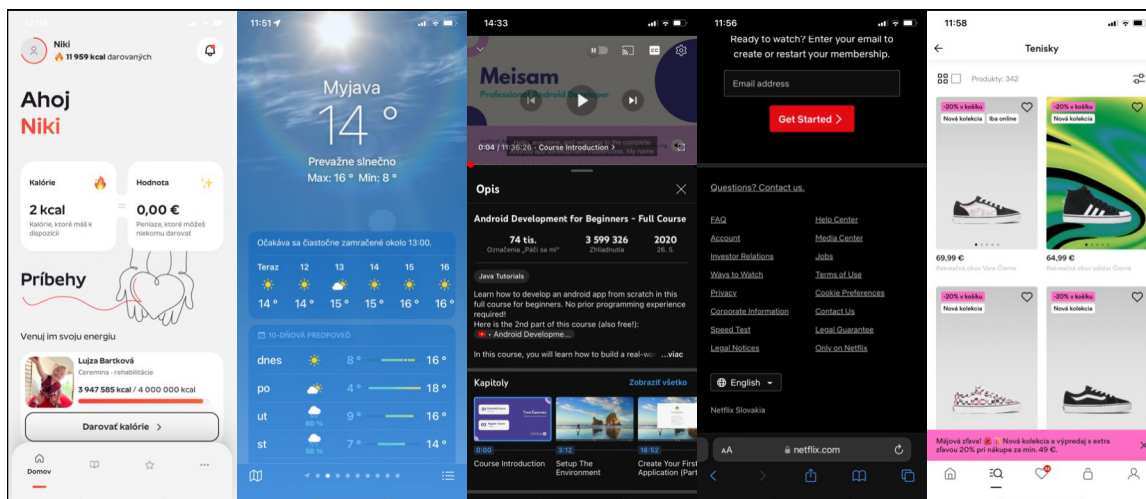 Niki
11 959 kcal darovaných
Ahoj
Niki
Kalórie
2 kcal
Kalórie, ktoré máš k
dispozícii
=
Hodnota
0,00 €
Peniaze, ktoré môžeš
niekomu darovať
Príbehy
Venuj im svoju energiu
Lujza Bartková
Ceremina - rehabilitácie
3 947 585 kcal / 4 000 000 kcal
Darovať kalórie >
Domov
11:51
Myjava
14°
Prevažne slnečno
Max: 16° Min: 8°
Očakáva sa čiastočne zamračené okolo 13:00.
Teraz 12 13 14 15 16
14° 14° 15° 15° 16° 16°
10-DŇOVÁ PREDPOVEĎ
dnes 8° 16°
po 4° 18°
ut 60 % 9° 16°
st 7° 14°
14:33
CC
Meisam
Professional Android Developer
0:04 / 11:36:26 · Course Introduction >
Opis
Android Development for Beginners - Full Course
74 tis. 3 599 326 2020
Označenia „Páči sa mi" Zhliadnutia 26. 5.
Java Tutorials
Learn how to develop an android app from scratch in this
full course for beginners. No prior programming experience
required!
Here is the 2nd part of this course (also free!):
• Android Developme...
In this course, you will learn how to build a real-wo ...viac
Kapitoly Zobraziť všetko
0:00 3:12 18:52
Course Introduction
Setup The
Environment
Create Your First
Application (Part
11:56
Ready to watch? Enter your email to
create or restart your membership.
Email address
Get Started >
Questions? Contact us.
FAQ Help Center
Account Media Center
Investor Relations Jobs
Ways to Watch Terms of Use
Privacy Cookie Preferences
Corporate Information Contact Us
Speed Test Legal Guarantee
Legal Notices Only on Netflix
English
Netflix Slovakia
AA netflix.com
11:58
Tenisky
Produkty: 342
-20% v košíku
Nová kolekcia Iba online
69,99 €
Rekreačná obuv Vans Čierna
-20% v košíku
Nová kolekcia
64,99 €
Rekreačná obuv adidas Čierna
-20% v košíku
Nová kolekcia
-20% v košíku
Nová kolekcia
Májová zľava! Nová kolekcia a výpredaj s extra
zľavou 20% pri nákupe za min. 49 €.